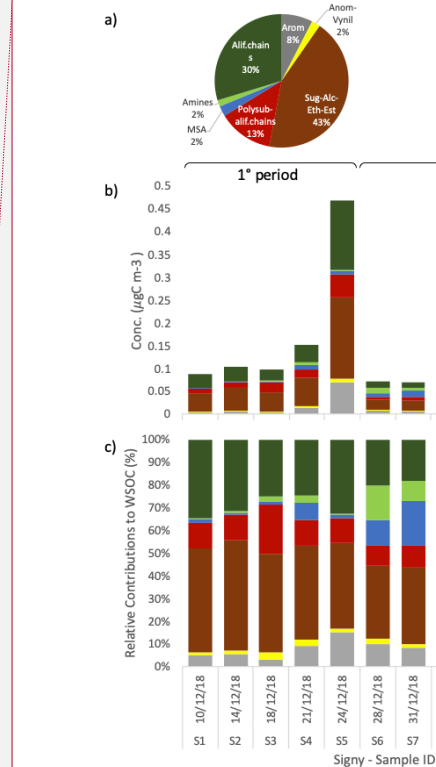 a)
Anom-
Vynil
2%
Arom
8%
Alif.chain
s
30%
Amines
2%
MSA
2%
Polysub-
alif.chains
13%
Sug-Alc-
Eth-Est
43%
1° period
b)
Conc. (µgC m-3)
0.5
0.45
0.4
0.35
0.3
0.25
0.2
0.15
0.1
0.05
0
c)
Relative Contributions to WSOC (%)
100%
90%
80%
70%
60%
50%
40%
30%
20%
10%
0%
10/12/18
14/12/18
18/12/18
21/12/18
24/12/18
28/12/18
31/12/18
S1 S2 S3 S4 S5 S6 S7
Signy - Sample ID